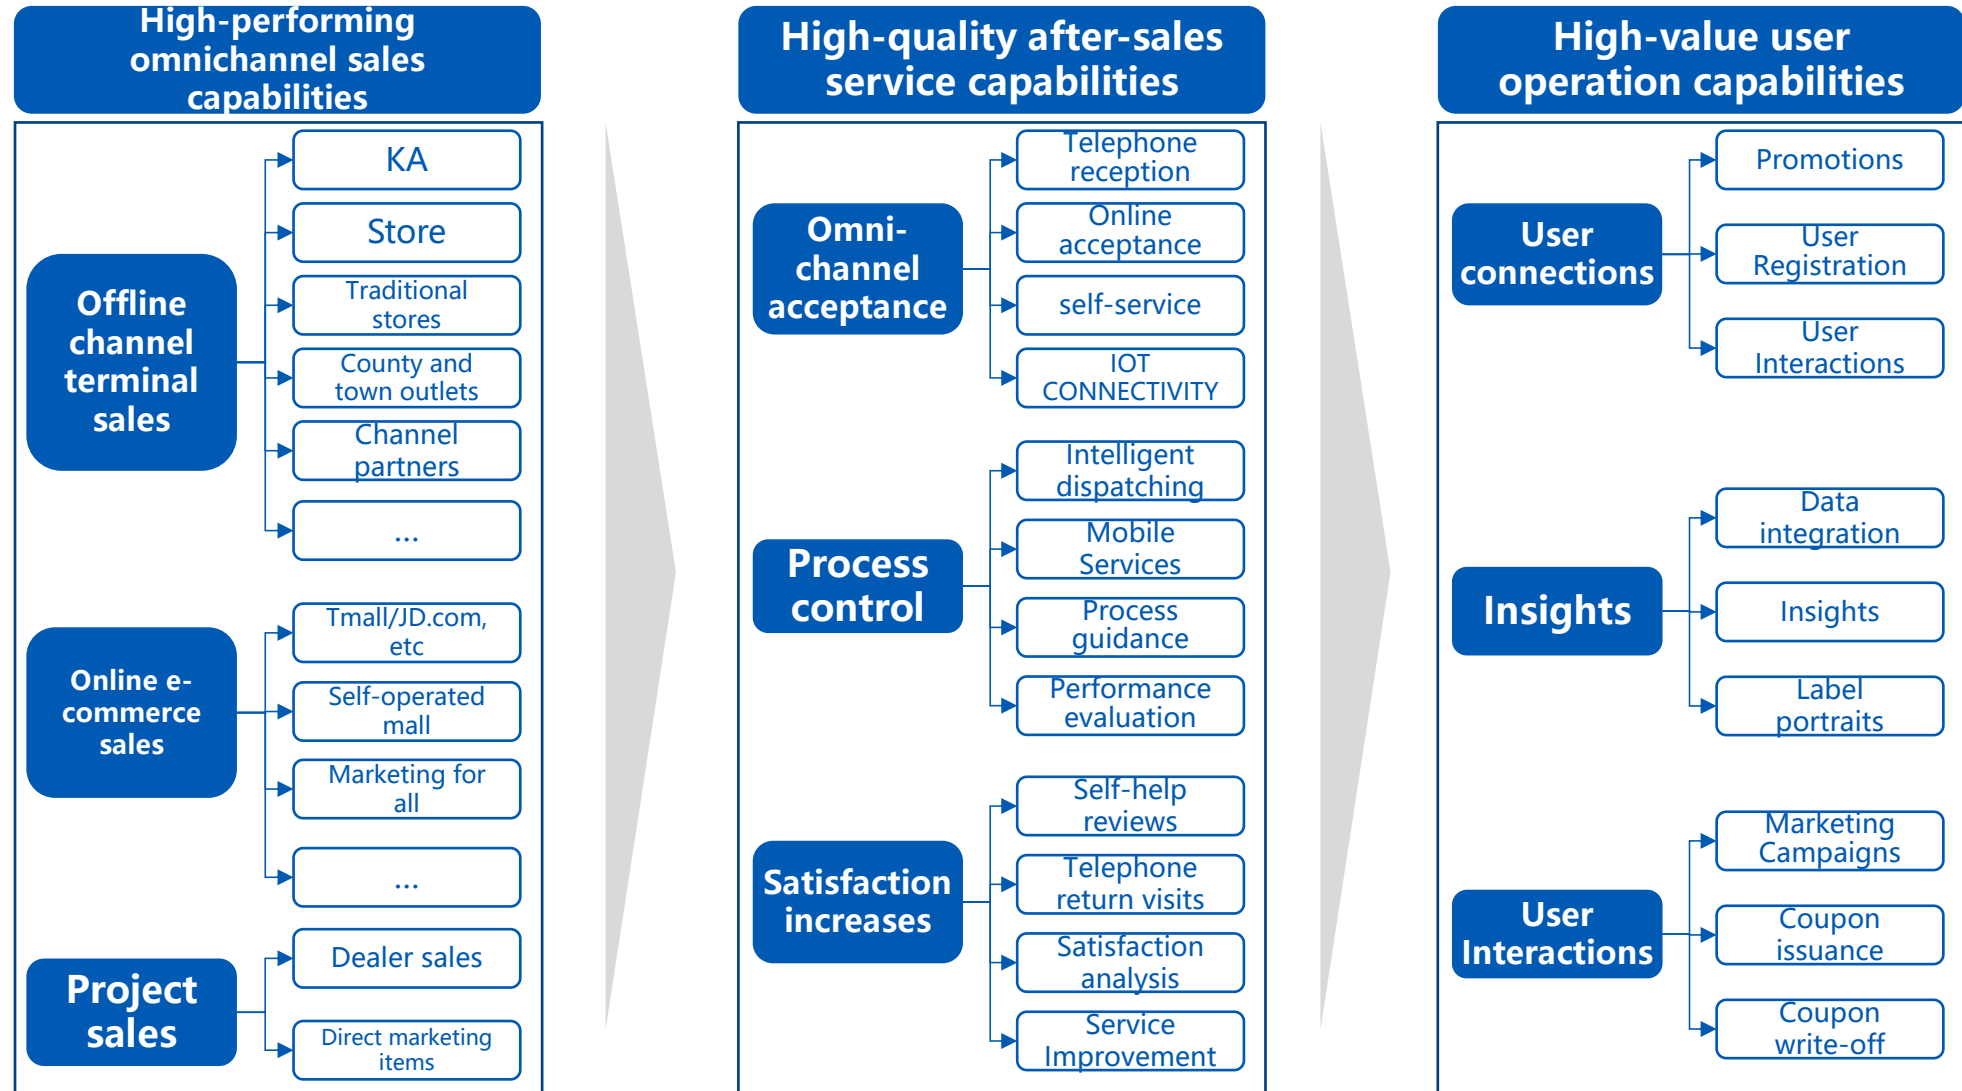 High-performing
omnichannel sales
capabilities
Offline
channel
terminal
sales
KA
Store
Traditional
stores
County and
town outlets
Channel
partners
...
Online e-
commerce
sales
Tmall/JD.com,
etc
Self-operated
mall
Marketing for
all
...
Project
sales
Dealer sales
Direct marketing
items
High-quality after-sales
service capabilities
Omni-
channel
acceptance
Telephone
reception
Online
acceptance
self-service
IOT
CONNECTIVITY
Process
control
Intelligent
dispatching
Mobile
Services
Process
guidance
Performance
evaluation
Satisfaction
increases
Self-help
reviews
Telephone
return visits
Satisfaction
analysis
Service
Improvement
High-value user
operation capabilities
User
connections
Promotions
User
Registration
User
Interactions
Insights
Data
integration
Insights
Label
portraits
User
Interactions
Marketing
Campaigns
Coupon
issuance
Coupon
write-off